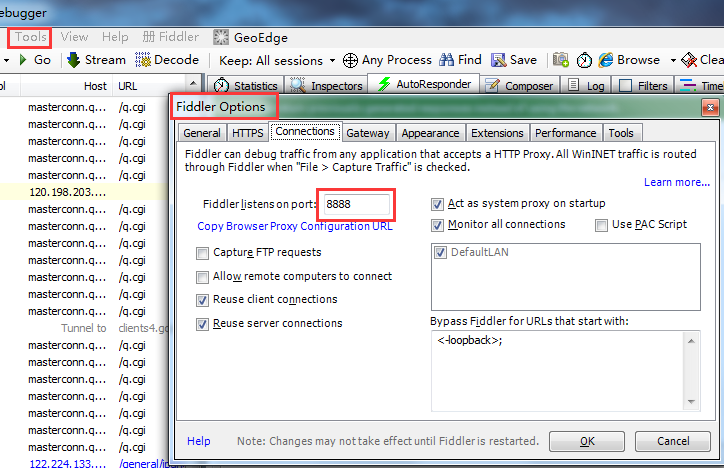 ebugger
Tools View Help 册 Fiddler GeoEdge
Go Stream Decode Keep: All sessions Any Process Find Save Browse Clea
ol Host URL Statistics Inspectors AutoResponder Composer Log Filters Time
masterconn.q... /q.cgi
masterconn.q... /q.cgi
masterconn.q... /q.cgi
masterconn.q... /q.cgi
120.198.203....
masterconn.q... /q.cgi
masterconn.q... /q.cgi
masterconn.q... /q.cgi
masterconn.q... /q.cgi
masterconn.q... /q.cgi
masterconn.q... /q.cgi
Tunnel to clients4.go
masterconn.q... /q.cgi
masterconn.q... /q.cgi
masterconn.q... /q.cgi
masterconn.q... /q.cgi
masterconn.q... /q.cgi
masterconn.q... /q.cgi
122.224.133....
Fiddler Options
General HTTPS Connections Gateway Appearance Extensions Performance Tools
Fiddler can debug traffic from any application that accepts a HTTP Proxy. All WinINET traffic is routed
through Fiddler when "File > Capture Traffic" is checked.
Learn more...
Fiddler listens on port: 8888
Copy Browser Proxy Configuration URL
Capture FTP requests
Allow remote computers to connect
Reuse client connections
Reuse server connections
Act as system proxy on startup
Monitor all connections Use PAC Script
DefaultLAN
Bypass Fiddler for URLs that start with:
<-loopback>;
Help Note: Changes may not take effect until Fiddler is restarted. OK Cancel